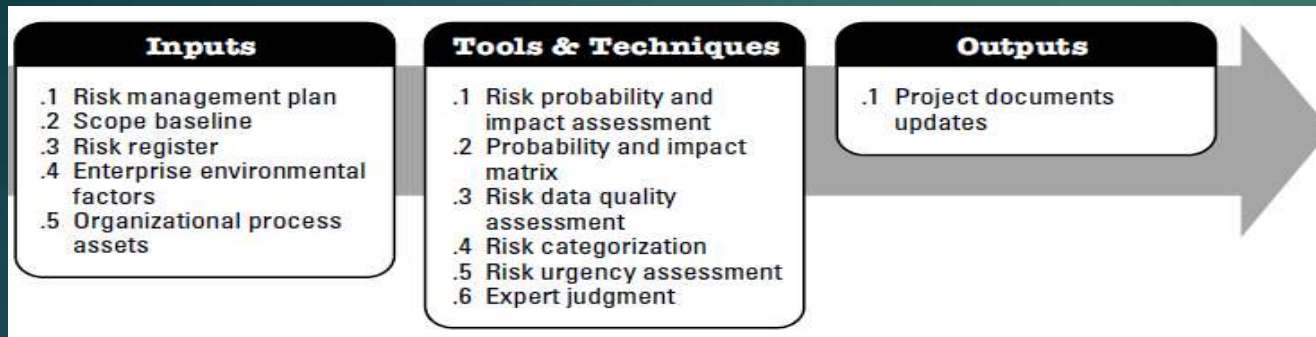 Inputs
.1 Risk management plan
.2 Scope baseline
.3 Risk register
.4 Enterprise environmental
factors
.5 Organizational process
assets
Tools & Techniques
.1 Risk probability and
impact assessment
.2 Probability and impact
matrix
.3 Risk data quality
assessment
.4 Risk categorization
.5 Risk urgency assessment
.6 Expert judgment
Outputs
.1 Project documents
updates